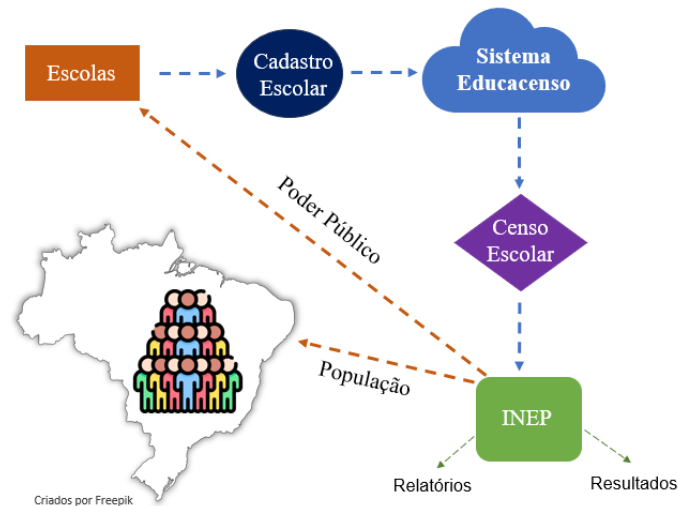 Escolas
Cadastro
Escolar
Sistema
Educacenso
Poder Público
Censo
Escolar
População
INEP
Relatórios
Resultados
Criados por Freepik